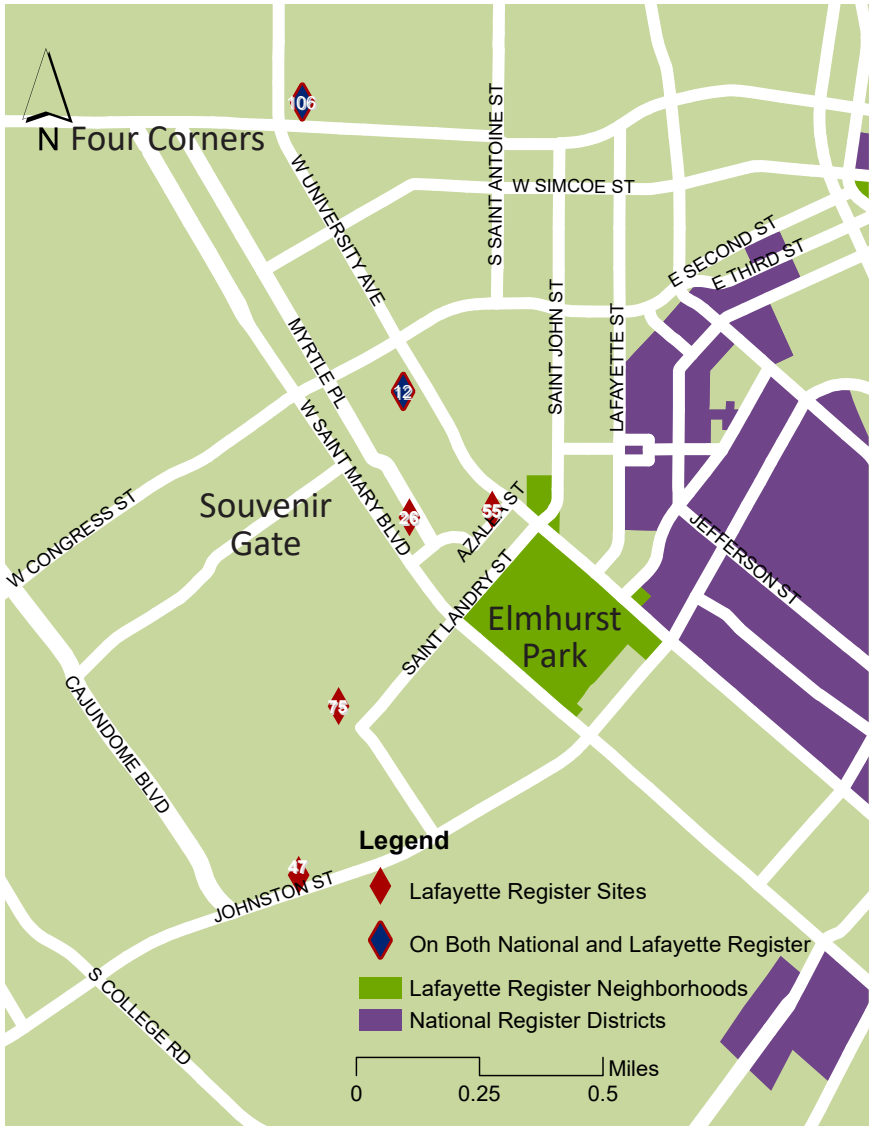 106
N Four Corners
W UNIVERSITY AVE
S SAINT ANTOINE ST
W SIMCOE ST
E SECOND ST
E THIRD ST
SAINT JOHN ST
LAFAYETTE ST
MYRTLE PL
W SAINT MARY BLVD
12
W CONGRESS ST
Souvenir
Gate
26
55
AZALEA ST
JEFFERSON ST
SAINT LANDRY ST
Elmhurst
Park
CAJUNDOME BLVD
75
47
JOHNSTON ST
S COLLEGE RD
Legend
Lafayette Register Sites
On Both National and Lafayette Register
Lafayette Register Neighborhoods
National Register Districts
Miles
0
0.25
0.5